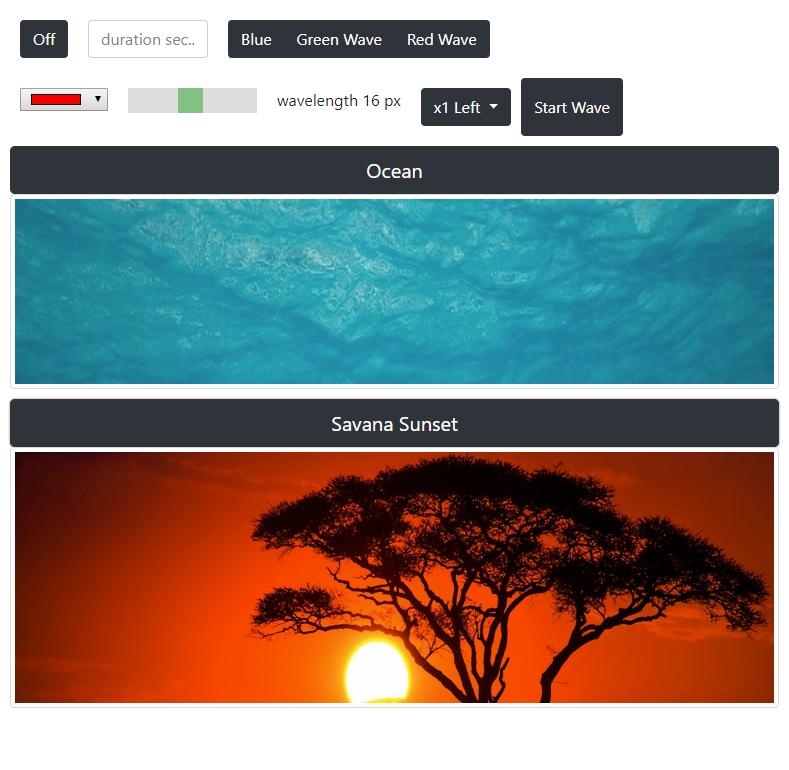 Off duration sec.. Blue Green Wave Red Wave
wavelength 16 px x1 Left Start Wave
Ocean
Savana Sunset